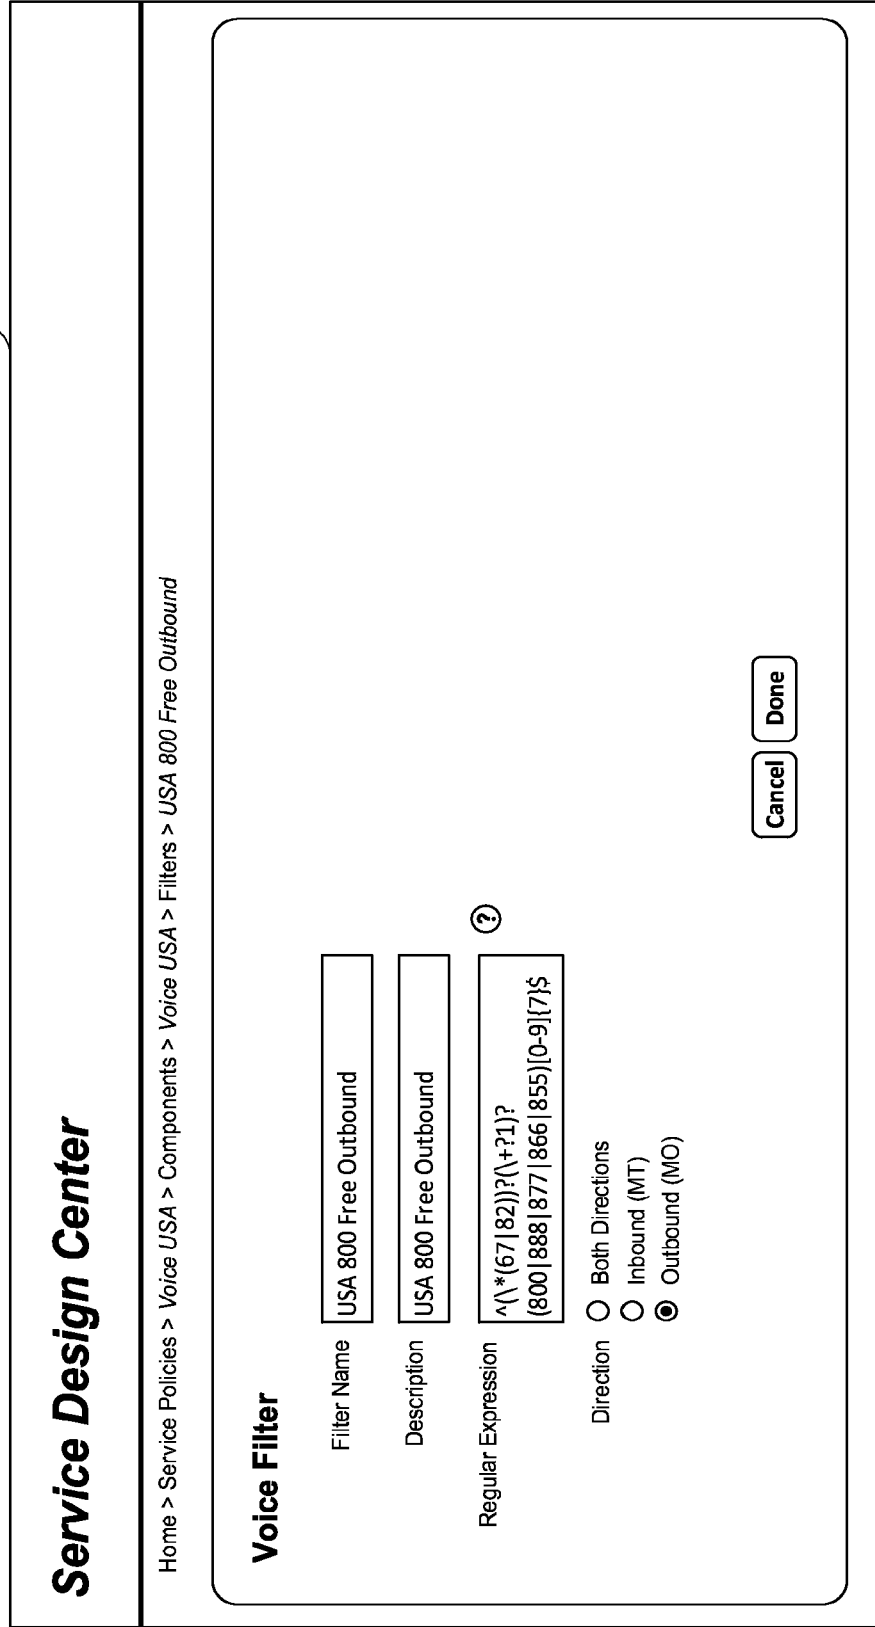 Service Design Center
Home > Service Policies > Voice USA > Components > Voice USA > Filters > USA 800 Free Outbound
Voice Filter
Filter Name USA 800 Free Outbound
Description USA 800 Free Outbound
Regular Expression ^(\*(67|82))?(\+?1)? ?
(800|888|877|866|855)[0-9]{7}$
Direction Both Directions
Inbound (MT)
Outbound (MO)
Cancel Done